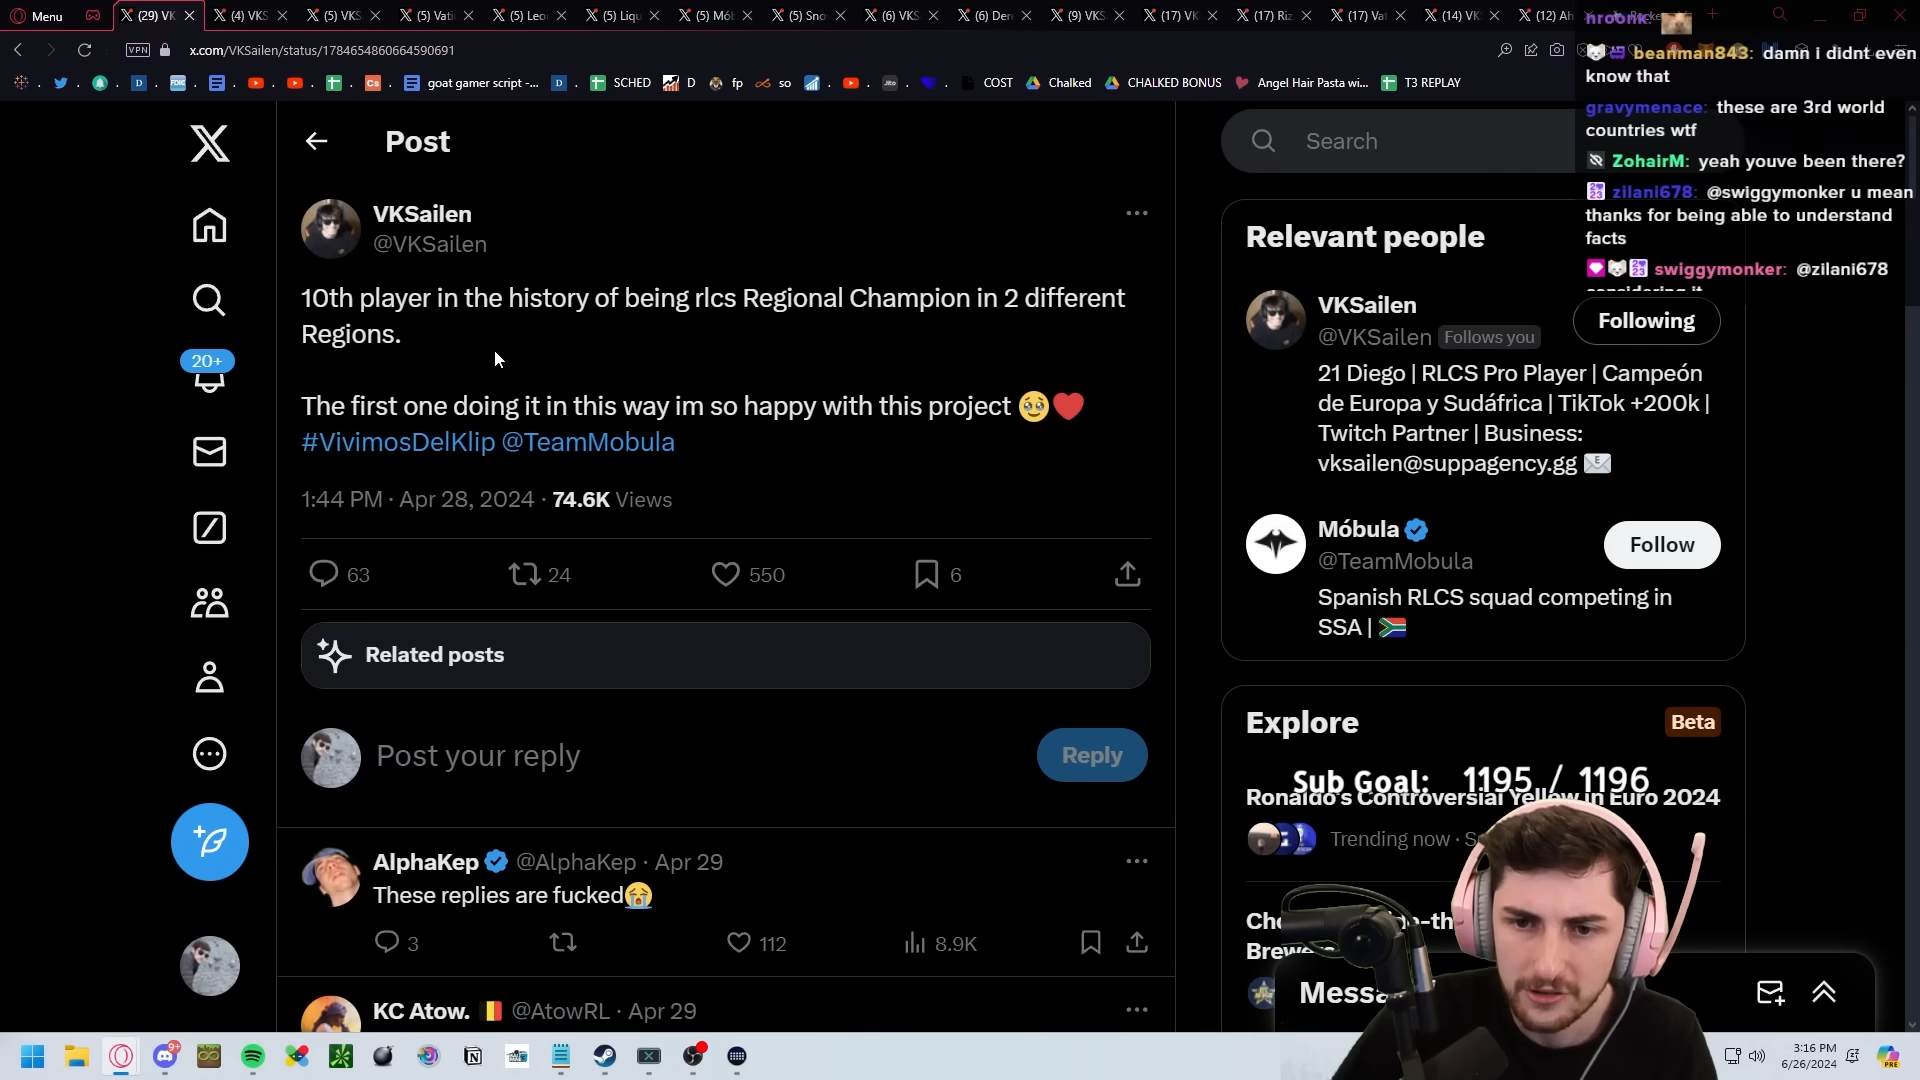 Menu
(29) VK
(4) VKS
(5) VKS
(5) Vati
(5) Leo
(5) Liqu
(5) Mó
(5) Sno
(6) VKS
(6) Der
(9) VKS
(17) VK
(17) Riz
(17) Vat
(14) VK
(12) Ah
VPN
x.com/VKSailen/status/1784654860664590691
goat gamer script -...
SCHED
D
fp
so
COST
Chalked
CHALKED BONUS
Angel Hair Pasta wi...
T3 REPLAY
Post
VKSailen
@VKSailen
10th player in the history of being rlcs Regional Champion in 2 different
Regions.
The first one doing it in this way im so happy with this project 🥹❤️
#VivimosDelKlip @TeamMobula
1:44 PM · Apr 28, 2024 · 74.6K Views
63
24
550
6
Related posts
Post your reply
Reply
AlphaKep @AlphaKep · Apr 29
These replies are fucked😭
3
112
8.9K
KC Atow. 🇧🇪 @AtowRL · Apr 29
20+
Search
Relevant people
VKSailen
@VKSailen Follows you
Following
21 Diego | RLCS Pro Player | Campeón
de Europa y Sudáfrica | TikTok +200k |
Twitch Partner | Business:
vksailen@suppagency.gg 📧
Móbula
@TeamMobula
Follow
Spanish RLCS squad competing in
SSA | 🇿🇦
Explore
Beta
Sub Goal: 1195 / 1196
Ronaldo's Controversial Yellow in Euro 2024
Trending now ·
Brew
beanman843: damn i didnt even
know that
gravymenace: these are 3rd world
countries wtf
ZohairM: yeah youve been there?
zilani678: @swiggymonker u mean
thanks for being able to understand
facts
swiggymonker: @zilani678
considering it
9+
3:16 PM
6/26/2024
PRE